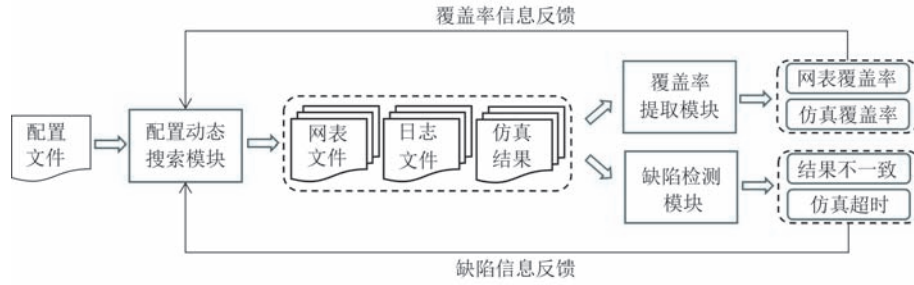 覆盖率信息反馈
配置
文件
配置动态
搜索模块
网表
文件
日志
文件
仿真
结果
覆盖率
提取模块
网表覆盖率
仿真覆盖率
缺陷检测
模块
结果不一致
仿真超时
缺陷信息反馈